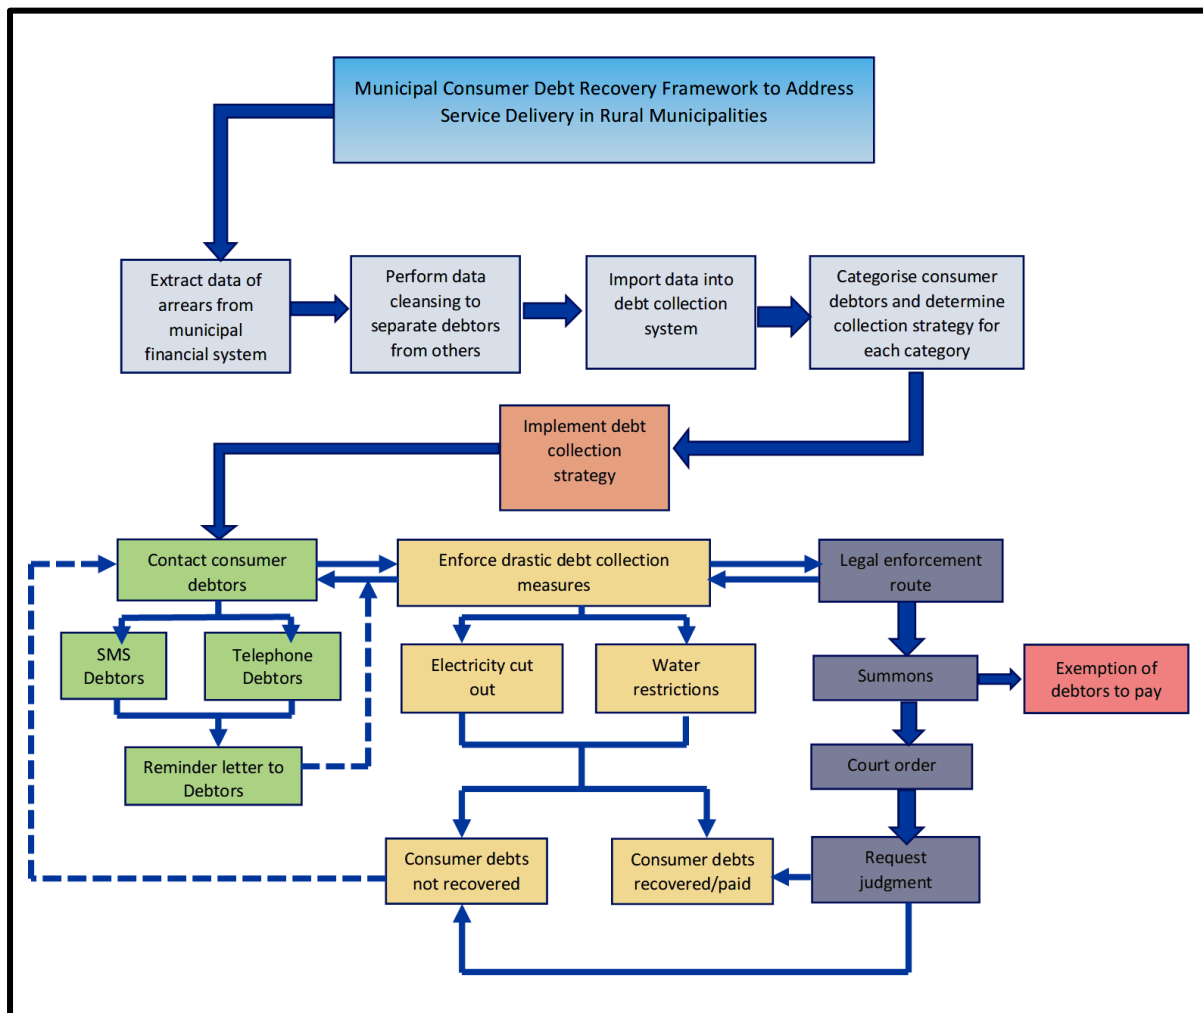 Municipal Consumer Debt Recovery Framework to Address
Service Delivery in Rural Municipalities
Extract data of
arrears from
municipal
financial system
Perform data
cleansing to
separate debtors
from others
Import data into
debt collection
system
Categorise consumer
debtors and determine
collection strategy for
each category
Implement debt
collection
strategy
Contact consumer
debtors
Enforce drastic debt collection
measures
Legal enforcement
route
SMS
Debtors
Telephone
Debtors
Electricity cut
out
Water
restrictions
Summons
Exemption of
debtors to pay
Reminder letter to
Debtors
Court order
Consumer debts
not recovered
Consumer debts
recovered/paid
Request
judgment